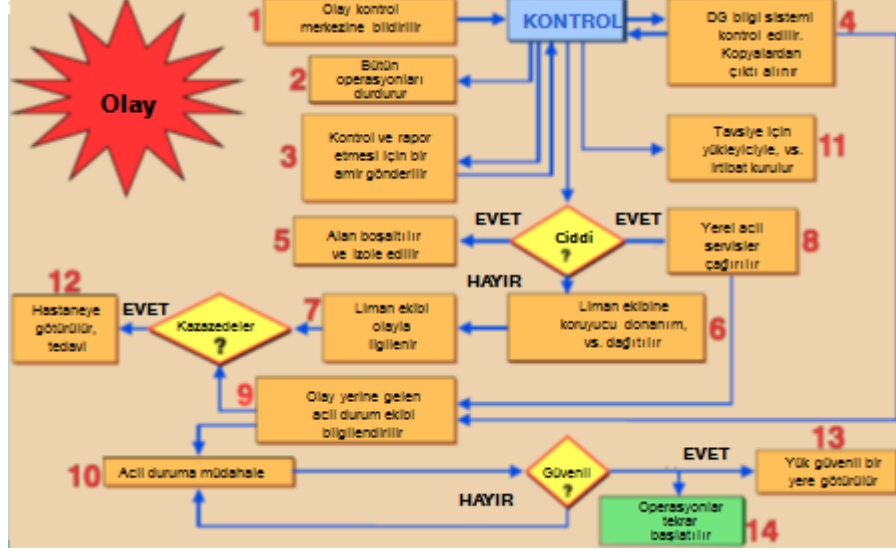 Olay kontrol
merkezine bildirilir
1
KONTROL
DG bilgi sistemi
kontrol edilir.
Kopyalardan
çıktı alınır
4
Olay
2
Bütün
operasyonları
durdurur
3
Kontrol ve rapor
etmesi için bir
amir gönderilir
Tavsiye için
yükleyiciyle, vs.
irtibat kurulur
11
5
Alan boşaltılır
ve izole edilir
EVET
Ciddi
?
EVET
Yerel acil
servisler
çağırılır
8
HAYIR
12
Hastaneye
götürülür,
tedavi
EVET
Kazazedeler
?
7
Liman ekibi
olayla
ilgilenir
Liman ekibine
koruyucu donanım,
vs. dağıtılır
6
9
Olay yerine gelen
acil durum ekibi
bilgilendirilir
10
Acil duruma müdahale
HAYIR
Güvenli
?
EVET
13
Yük güvenli bir
yere götürülür
Operasyonlar
tekrar
başlatılır
14